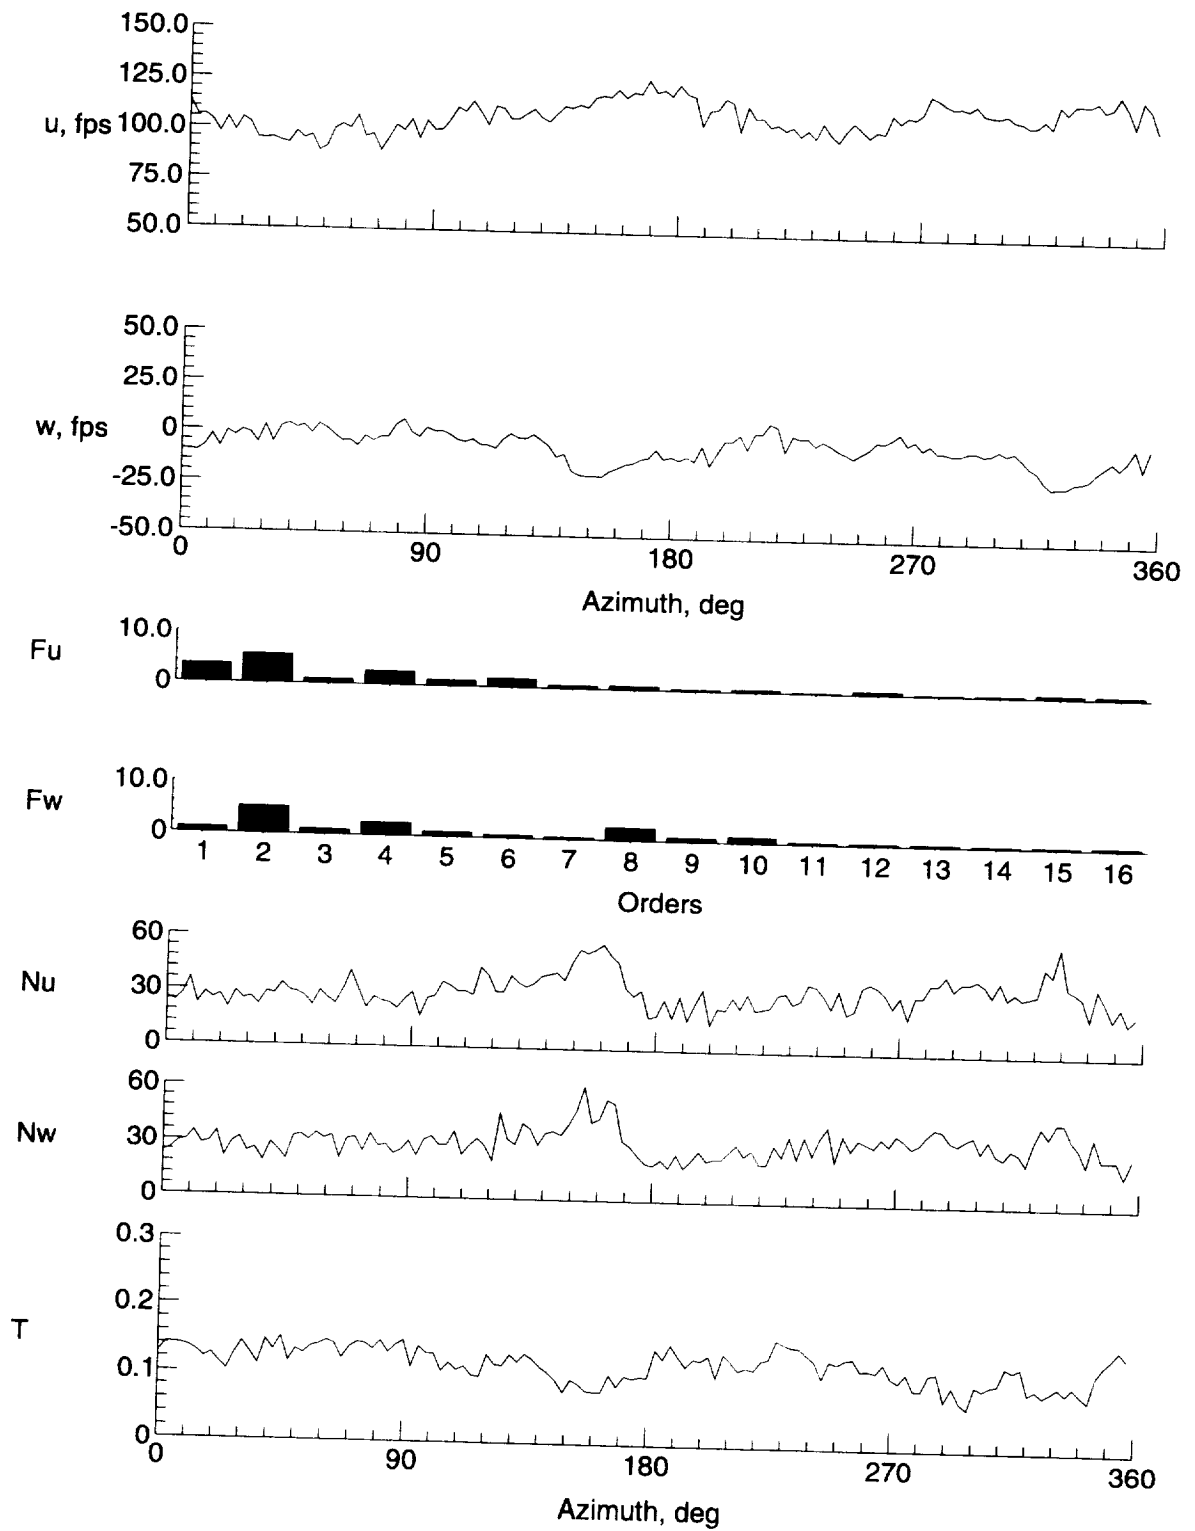 150.0
125.0
u, fps 100.0
75.0
50.0
50.0
25.0
w, fps 0
-25.0
-50.0
0 90 180 270 360
Azimuth, deg
Fu 10.0
0
Fw 10.0
0
1 2 3 4 5 6 7 8 9 10 11 12 13 14 15 16
Orders
60
Nu 30
0
60
Nw 30
0
0.3
0.2
T
0.1
0
0 90 180 270 360
Azimuth, deg